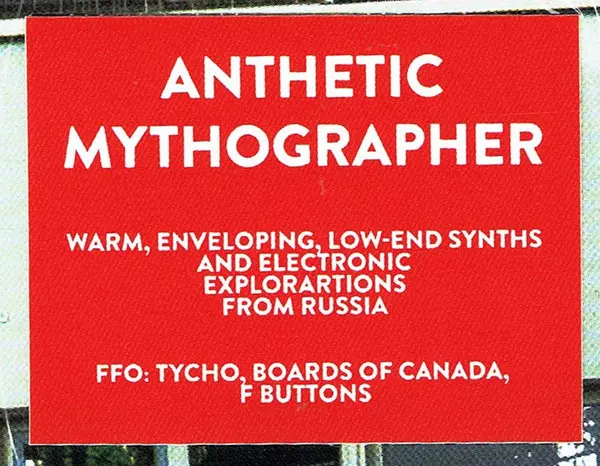 ANTHETIC
MYTHOGRAPHER
WARM, ENVELOPING, LOW-END SYNTHS
AND ELECTRONIC
EXPLORARTIONS
FROM RUSSIA
FFO: TYCHO, BOARDS OF CANADA,
F BUTTONS